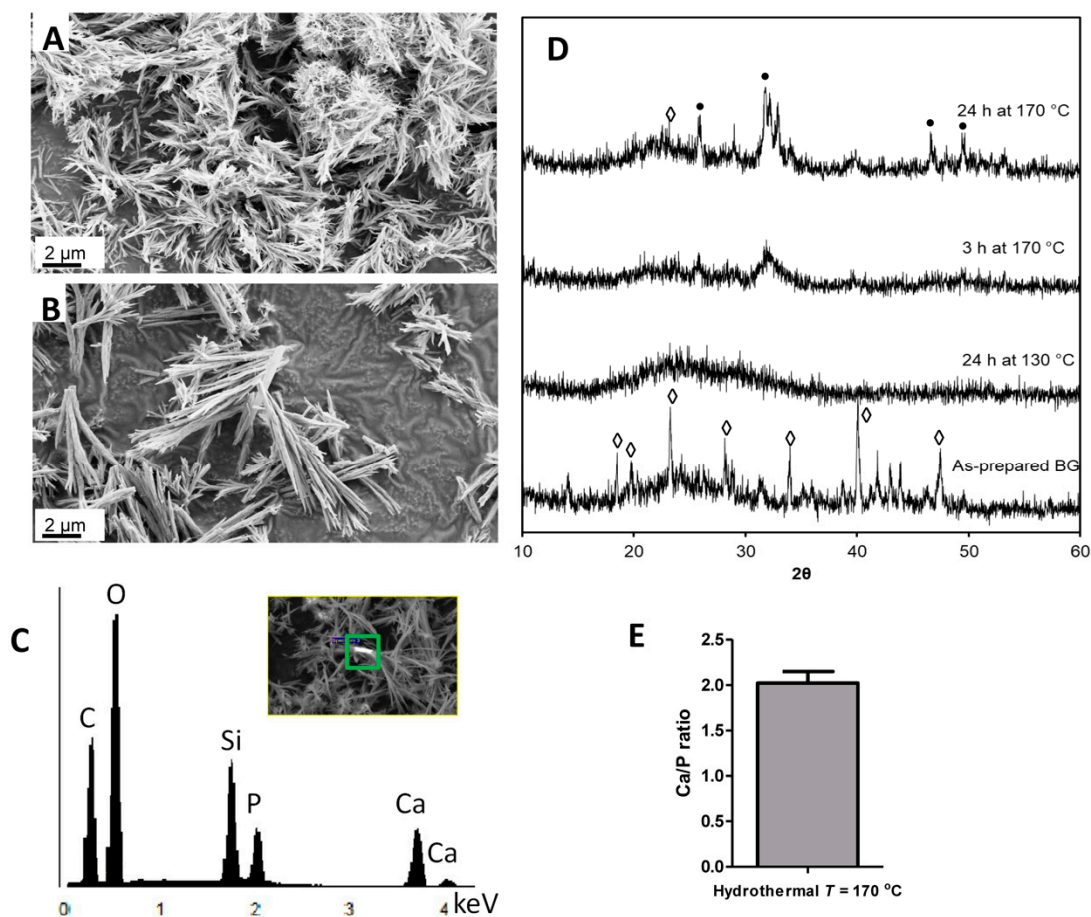 A
2 µm
B
2 µm
C
C
O
Si
P
Ca
Ca
0
1
2
3
4
keV
D
24 h at 170 °C
3 h at 170 °C
24 h at 130 °C
As-prepared BG
10
20
30
40
50
60
2θ
E
Ca/P ratio
2.5
2.0
1.5
1.0
0.5
0.0
Hydrothermal T = 170 °C